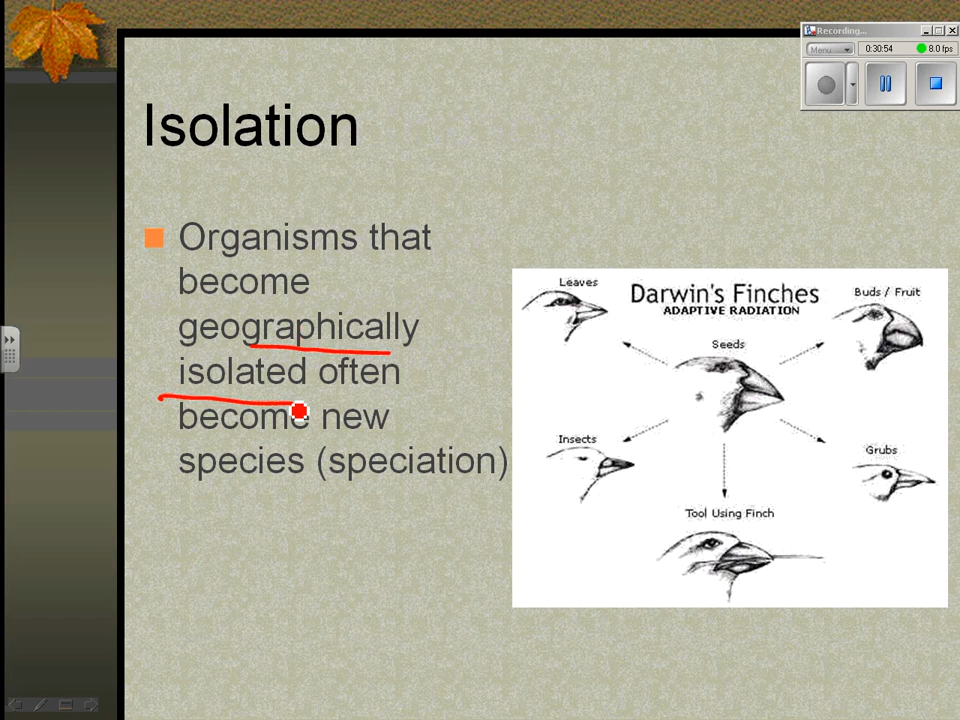 Recording...
Menu
0:30:54
8.0 fps
Isolation
Organisms that
become
geographically
isolated often
become new
species (speciation)
Darwin's Finches
ADAPTIVE RADIATION
Leaves
Buds / Fruit
Seeds
Insects
Grubs
Tool Using Finch